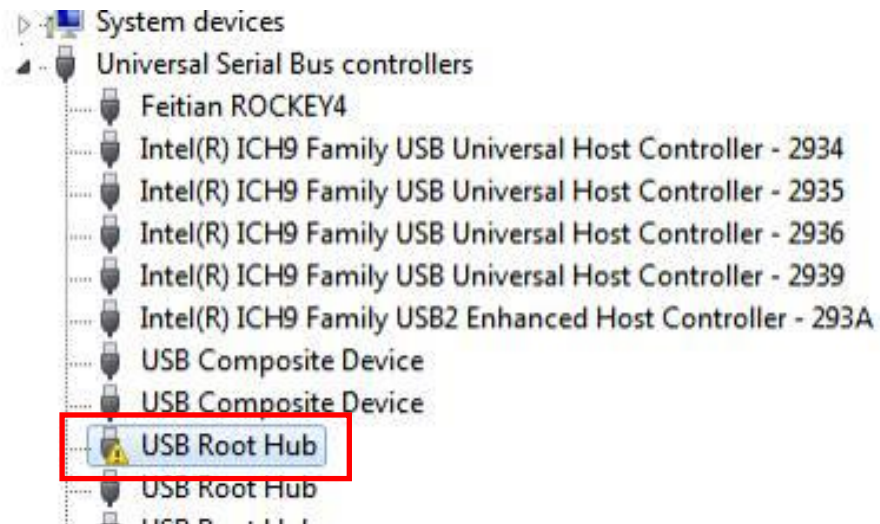 System devices
Universal Serial Bus controllers
Feitian ROCKEY4
Intel(R) ICH9 Family USB Universal Host Controller - 2934
Intel(R) ICH9 Family USB Universal Host Controller - 2935
Intel(R) ICH9 Family USB Universal Host Controller - 2936
Intel(R) ICH9 Family USB Universal Host Controller - 2939
Intel(R) ICH9 Family USB2 Enhanced Host Controller - 293A
USB Composite Device
USB Composite Device
USB Root Hub
USB Root Hub